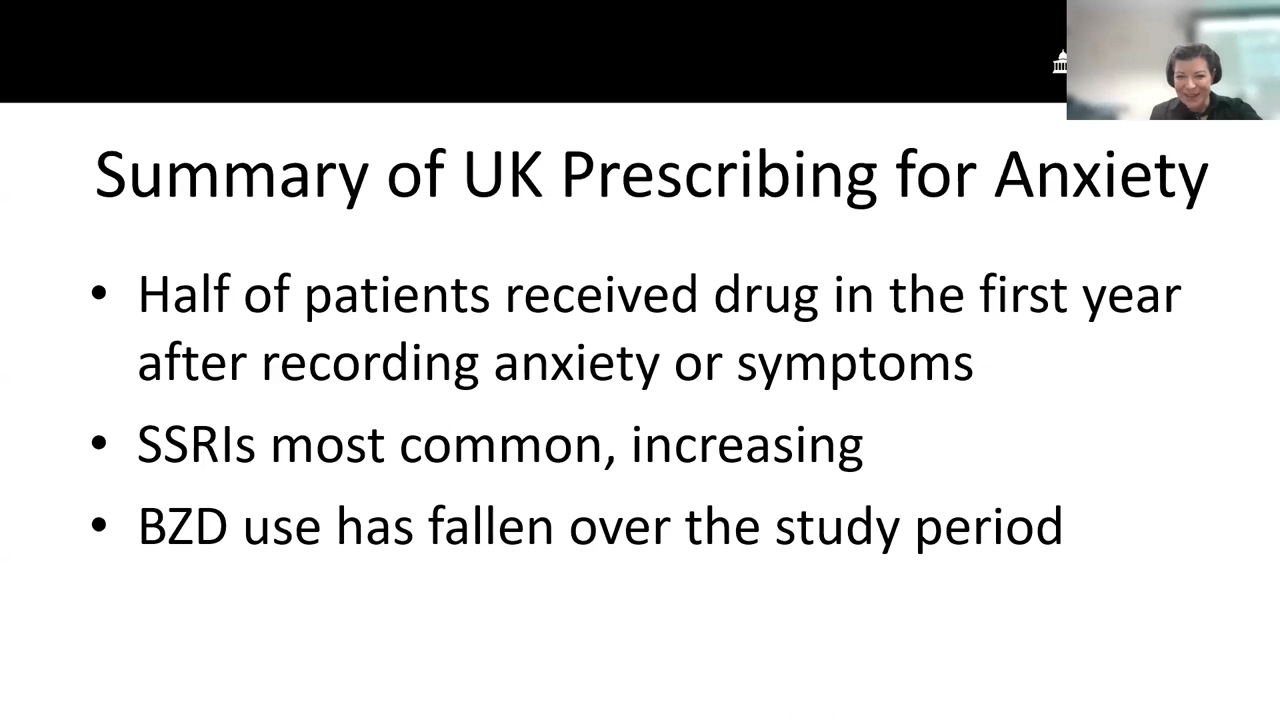 Summary of UK Prescribing for Anxiety
• Half of patients received drug in the first year
after recording anxiety or symptoms
• SSRIs most common, increasing
• BZD use has fallen over the study period